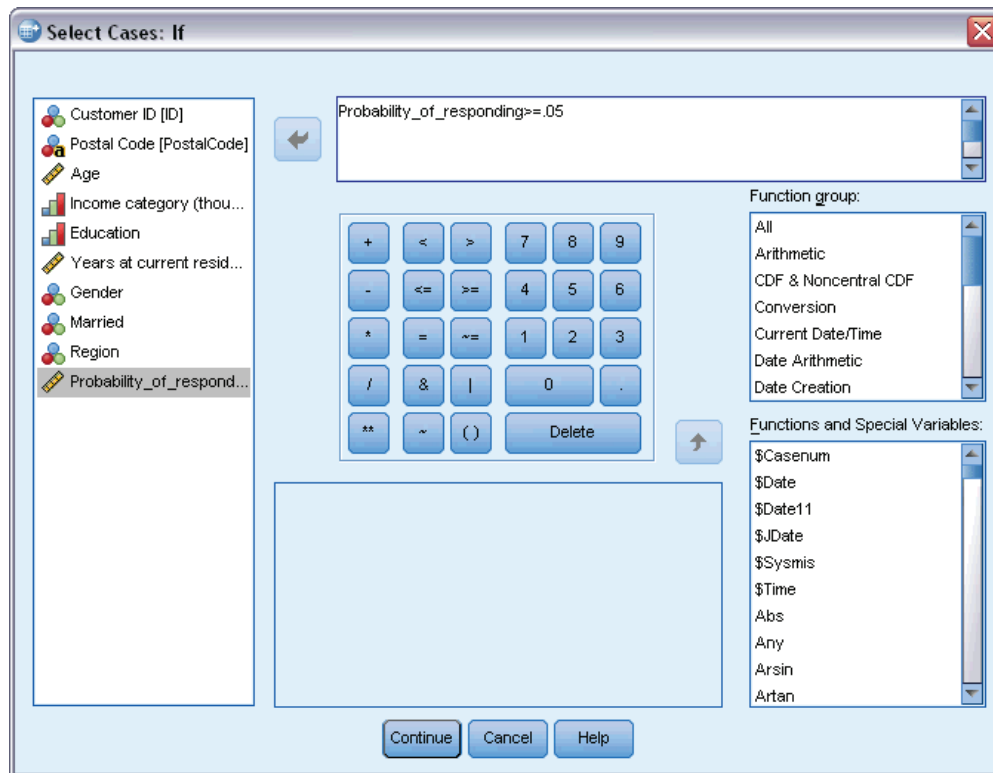 Select Cases: If
Customer ID [ID]
Postal Code [PostalCode]
Age
Income category (thou...
Education
Years at current resid...
Gender
Married
Region
Probability_of_respond...
Probability_of_responding>=.05
+ < > 7 8 9
- <= >= 4 5 6
* = ~= 1 2 3
/ & | 0 .
** ~ ( ) Delete
Function group:
All
Arithmetic
CDF & Noncentral CDF
Conversion
Current Date/Time
Date Arithmetic
Date Creation
Functions and Special Variables:
$Casenum
$Date
$Date11
$JDate
$Sysmis
$Time
Abs
Any
Arsin
Artan
Continue Cancel Help